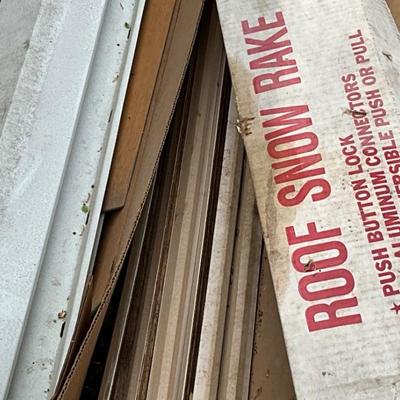 ROOF SNOW RAKE
PUSH BUTTON LOCK
ALUMINUM CONNECTORS
PUSH OR PULL